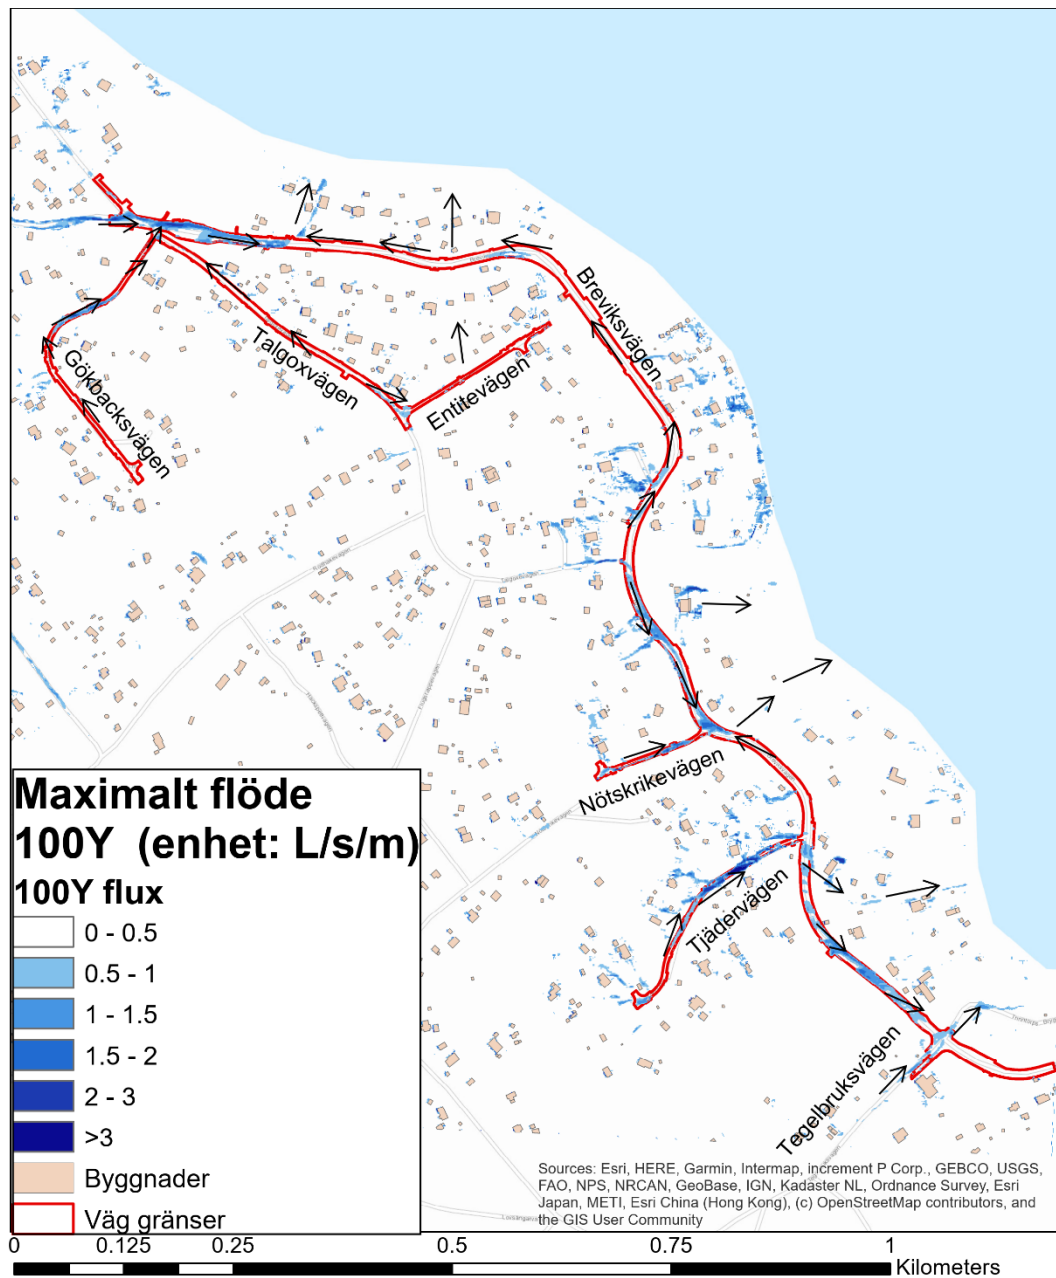 Breviksvägen
Talgoxvägen
Gökbacksvägen
Entitevägen
Nötskrikevägen
Tjädervägen
Tegelbruksvägen
Maximalt flöde
100Y (enhet: L/s/m)
100Y flux
0 - 0.5
0.5 - 1
1 - 1.5
1.5 - 2
2 - 3
>3
Byggnader
Väg gränser
Sources: Esri, HERE, Garmin, Intermap, increment P Corp., GEBCO, USGS,
FAO, NPS, NRCAN, GeoBase, IGN, Kadaster NL, Ordnance Survey, Esri
Japan, METI, Esri China (Hong Kong), (c) OpenStreetMap contributors, and
the GIS User Community
0 0.125 0.25 0.5 0.75 1
Kilometers